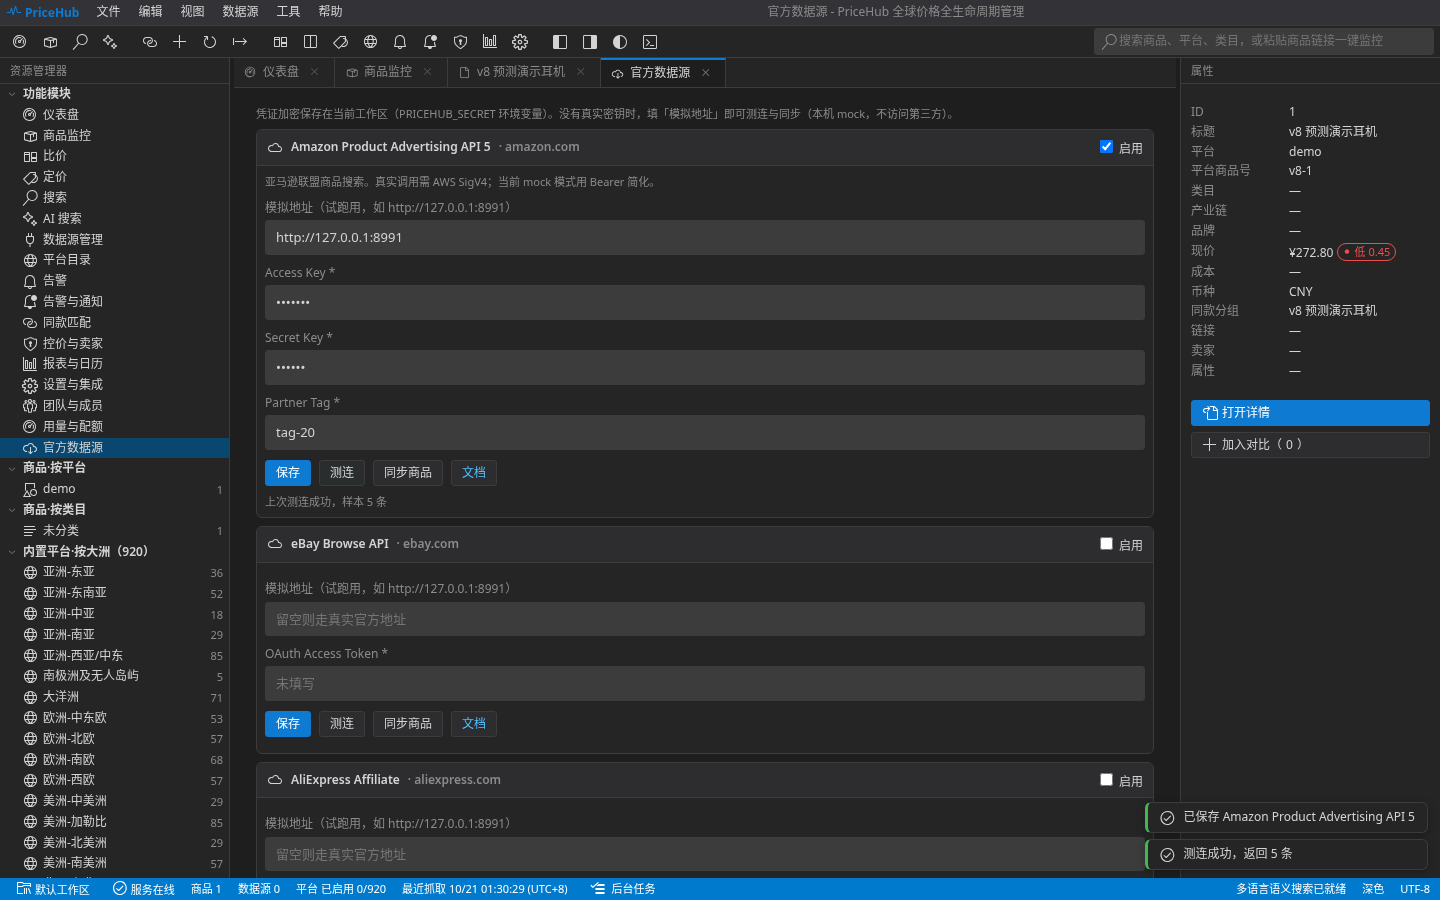 PriceHub 文件 编辑 视图 数据源 工具 帮助 官方数据源 - PriceHub 全球价格全生命周期管理
搜索商品、平台、类目，或粘贴商品链接一键监控
资源管理器
功能模块
仪表盘
商品监控
比价
定价
搜索
AI 搜索
数据源管理
平台目录
告警
告警与通知
同款匹配
控价与卖家
报表与日历
设置与集成
团队与成员
用量与配额
官方数据源
商品·按平台
demo 1
商品·按类目
未分类 1
内置平台·按大洲（920）
亚洲-东亚 36
亚洲-东南亚 52
亚洲-中亚 18
亚洲-南亚 29
亚洲-西亚/中东 85
南极洲及无人岛屿 5
大洋洲 71
欧洲-中东欧 53
欧洲-北欧 57
欧洲-南欧 68
欧洲-西欧 57
美洲-中美洲 29
美洲-加勒比 85
美洲-北美洲 29
美洲-南美洲 57
仪表盘 商品监控 v8 预测演示耳机 官方数据源
凭证加密保存在当前工作区（PRICEHUB_SECRET 环境变量）。没有真实密钥时，填「模拟地址」即可测连与同步（本机 mock，不访问第三方）。
Amazon Product Advertising API 5 · amazon.com 启用
亚马逊联盟商品搜索。真实调用需 AWS SigV4；当前 mock 模式用 Bearer 简化。
模拟地址（试跑用，如 http://127.0.0.1:8991）
http://127.0.0.1:8991
Access Key *
•••••••
Secret Key *
••••••
Partner Tag *
tag-20
保存 测连 同步商品 文档
上次测连成功，样本 5 条
eBay Browse API · ebay.com 启用
模拟地址（试跑用，如 http://127.0.0.1:8991）
留空则走真实官方地址
OAuth Access Token *
未填写
保存 测连 同步商品 文档
AliExpress Affiliate · aliexpress.com 启用
模拟地址（试跑用，如 http://127.0.0.1:8991）
留空则走真实官方地址
属性
ID 1
标题 v8 预测演示耳机
平台 demo
平台商品号 v8-1
类目 —
产业链 —
品牌 —
现价 ¥272.80 低 0.45
成本 —
币种 CNY
同款分组 v8 预测演示耳机
链接 —
卖家 —
属性 —
打开详情
加入对比（ 0 ）
已保存 Amazon Product Advertising API 5
测连成功，返回 5 条
默认工作区 服务在线 商品 1 数据源 0 平台 已启用 0/920 最近抓取 10/21 01:30:29 (UTC+8) 后台任务 多语言语义搜索已就绪 深色 UTF-8